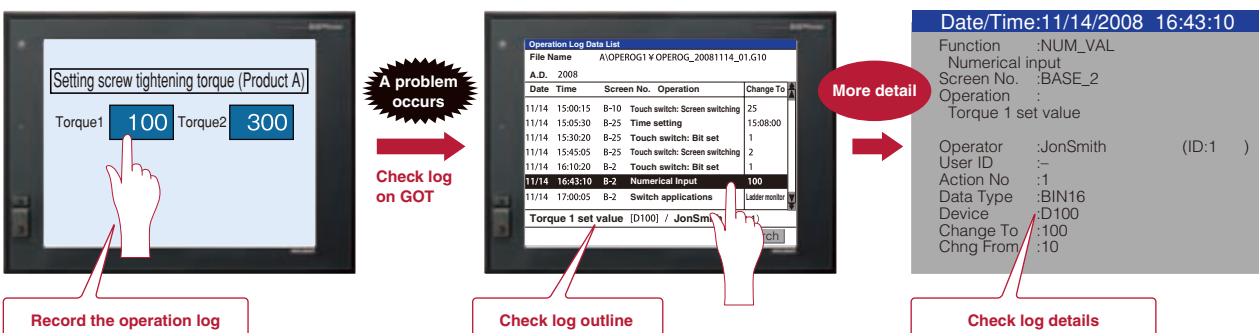 Setting screw tightening torque (Product A)
Torque1 100 Torque2 300
Record the operation log
A problem
occurs
Check log
on GOT
Operation Log Data List
File Name A\OPEROG1¥OPEROG_20081114_01.G10
A.D. 2008
Date Time Screen No. Operation Change To
11/14 15:00:15 B-10 Touch switch: Screen switching 25
11/14 15:05:30 B-25 Time setting 15:08:00
11/14 15:30:20 B-25 Touch switch: Bit set 1
11/14 15:45:05 B-25 Touch switch: Screen switching 2
11/14 16:10:20 B-2 Touch switch: Bit set 1
11/14 16:43:10 B-2 Numerical Input 100
11/14 17:00:05 B-2 Switch applications Ladder monitor
Torque 1 set value [D100] / JonSm 1)
rch
Check log outline
More detail
Date/Time:11/14/2008 16:43:10
Function :NUM_VAL
Numerical input
Screen No. :BASE_2
Operation :
Torque 1 set value
Operator :JonSmith (ID:1 )
User ID :–
Action No :1
Data Type :BIN16
Device :D100
Change To :100
Chng From :10
Check log details